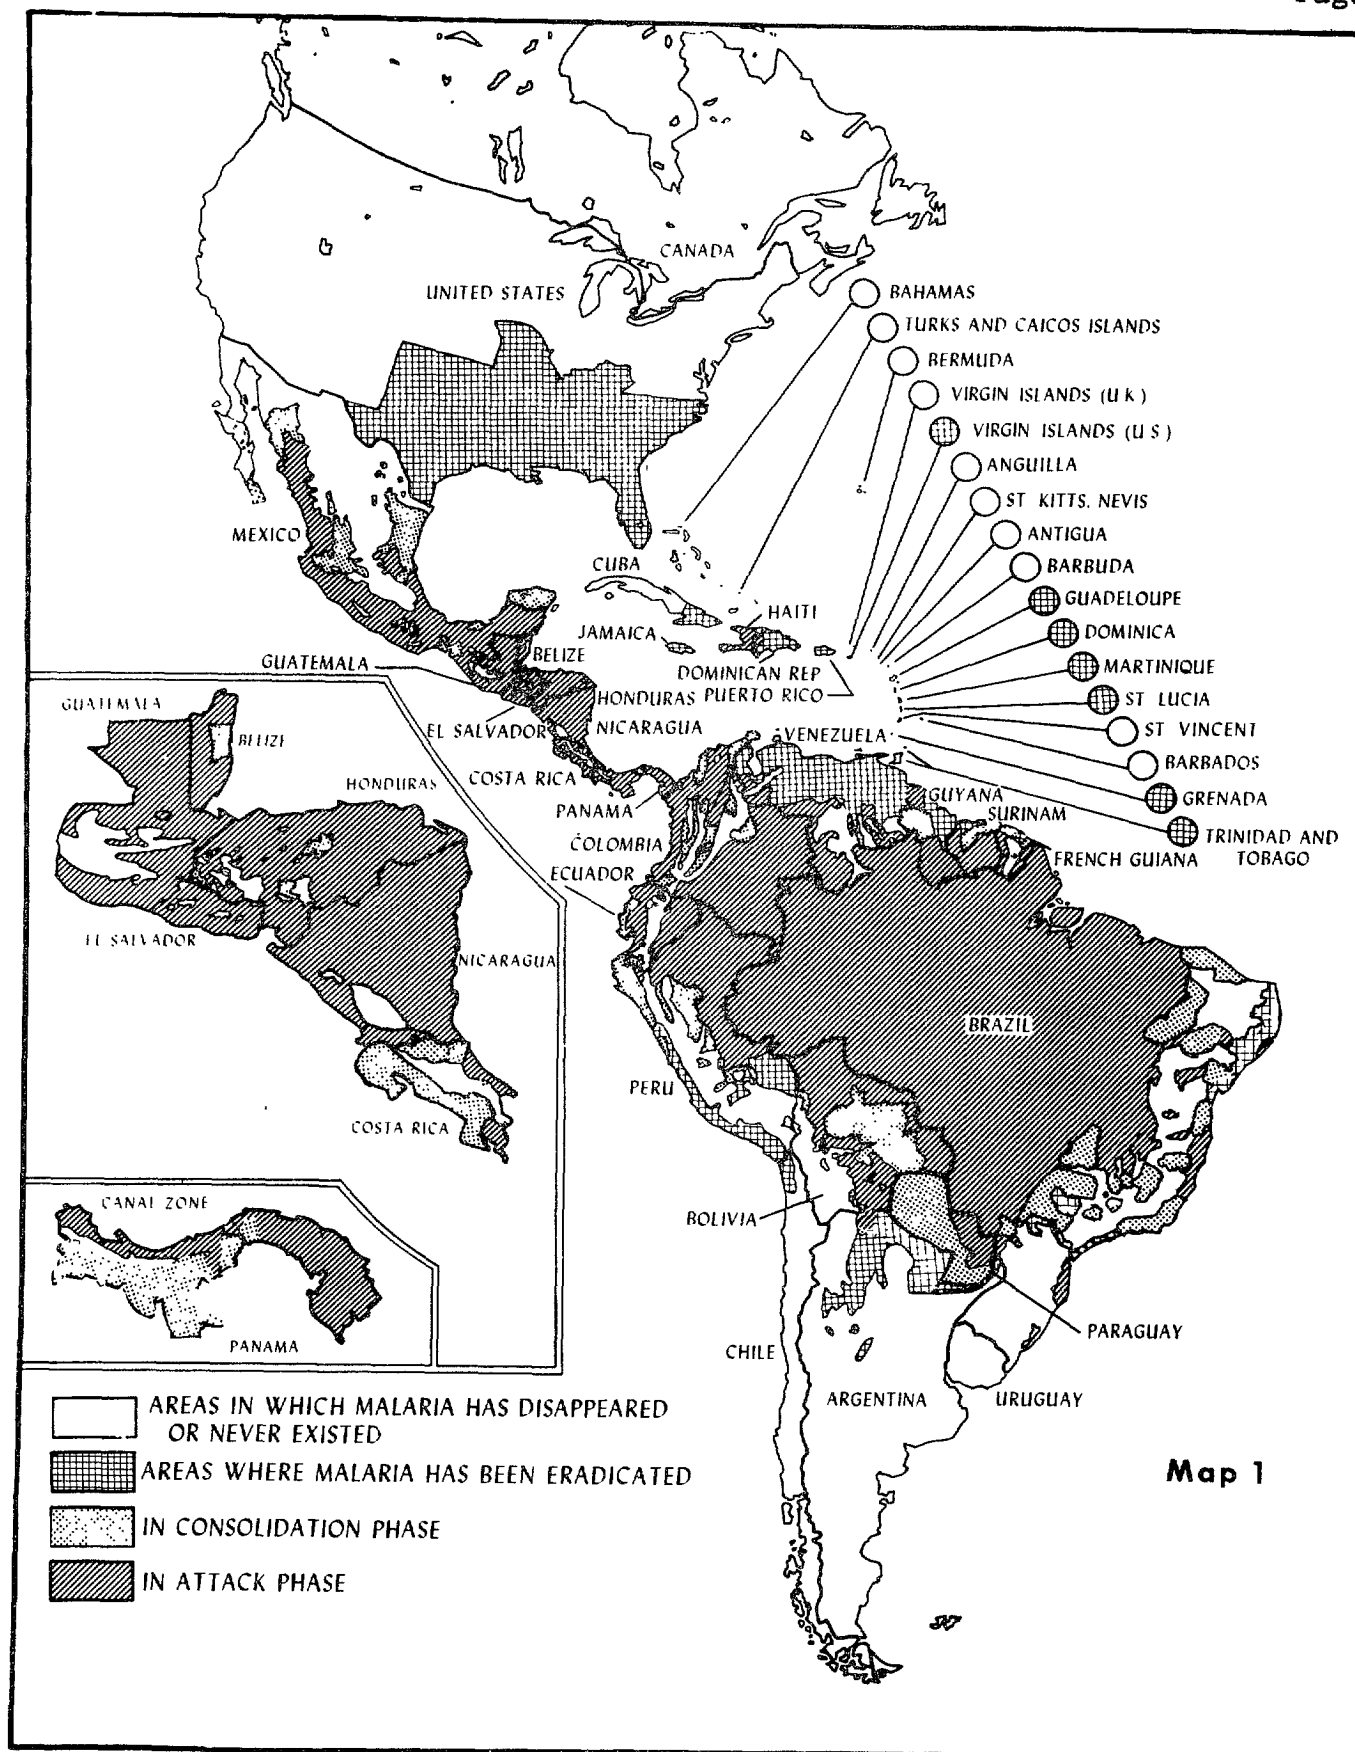 CANADA
UNITED STATES
BAHAMAS
TURKS AND CAICOS ISLANDS
BERMUDA
VIRGIN ISLANDS (U K)
VIRGIN ISLANDS (U S)
ANGUILLA
ST KITTS, NEVIS
ANTIGUA
BARBUDA
GUADELOUPE
DOMINICA
MARTINIQUE
ST LUCIA
ST VINCENT
BARBADOS
GRENADA
TRINIDAD AND
TOBAGO
MEXICO
CUBA
HAITI
JAMAICA
BELIZE
DOMINICAN REP
PUERTO RICO
GUATEMALA
HONDURAS
EL SALVADOR
NICARAGUA
VENEZUELA
COSTA RICA
PANAMA
GUYANA
SURINAM
COLOMBIA
FRENCH GUIANA
ECUADOR
BRAZIL
PERU
BOLIVIA
PARAGUAY
CHILE
ARGENTINA
URUGUAY
GUATEMALA
BELIZE
HONDURAS
EL SALVADOR
NICARAGUA
COSTA RICA
CANAL ZONE
PANAMA
AREAS IN WHICH MALARIA HAS DISAPPEARED
OR NEVER EXISTED
AREAS WHERE MALARIA HAS BEEN ERADICATED
IN CONSOLIDATION PHASE
IN ATTACK PHASE
Map 1